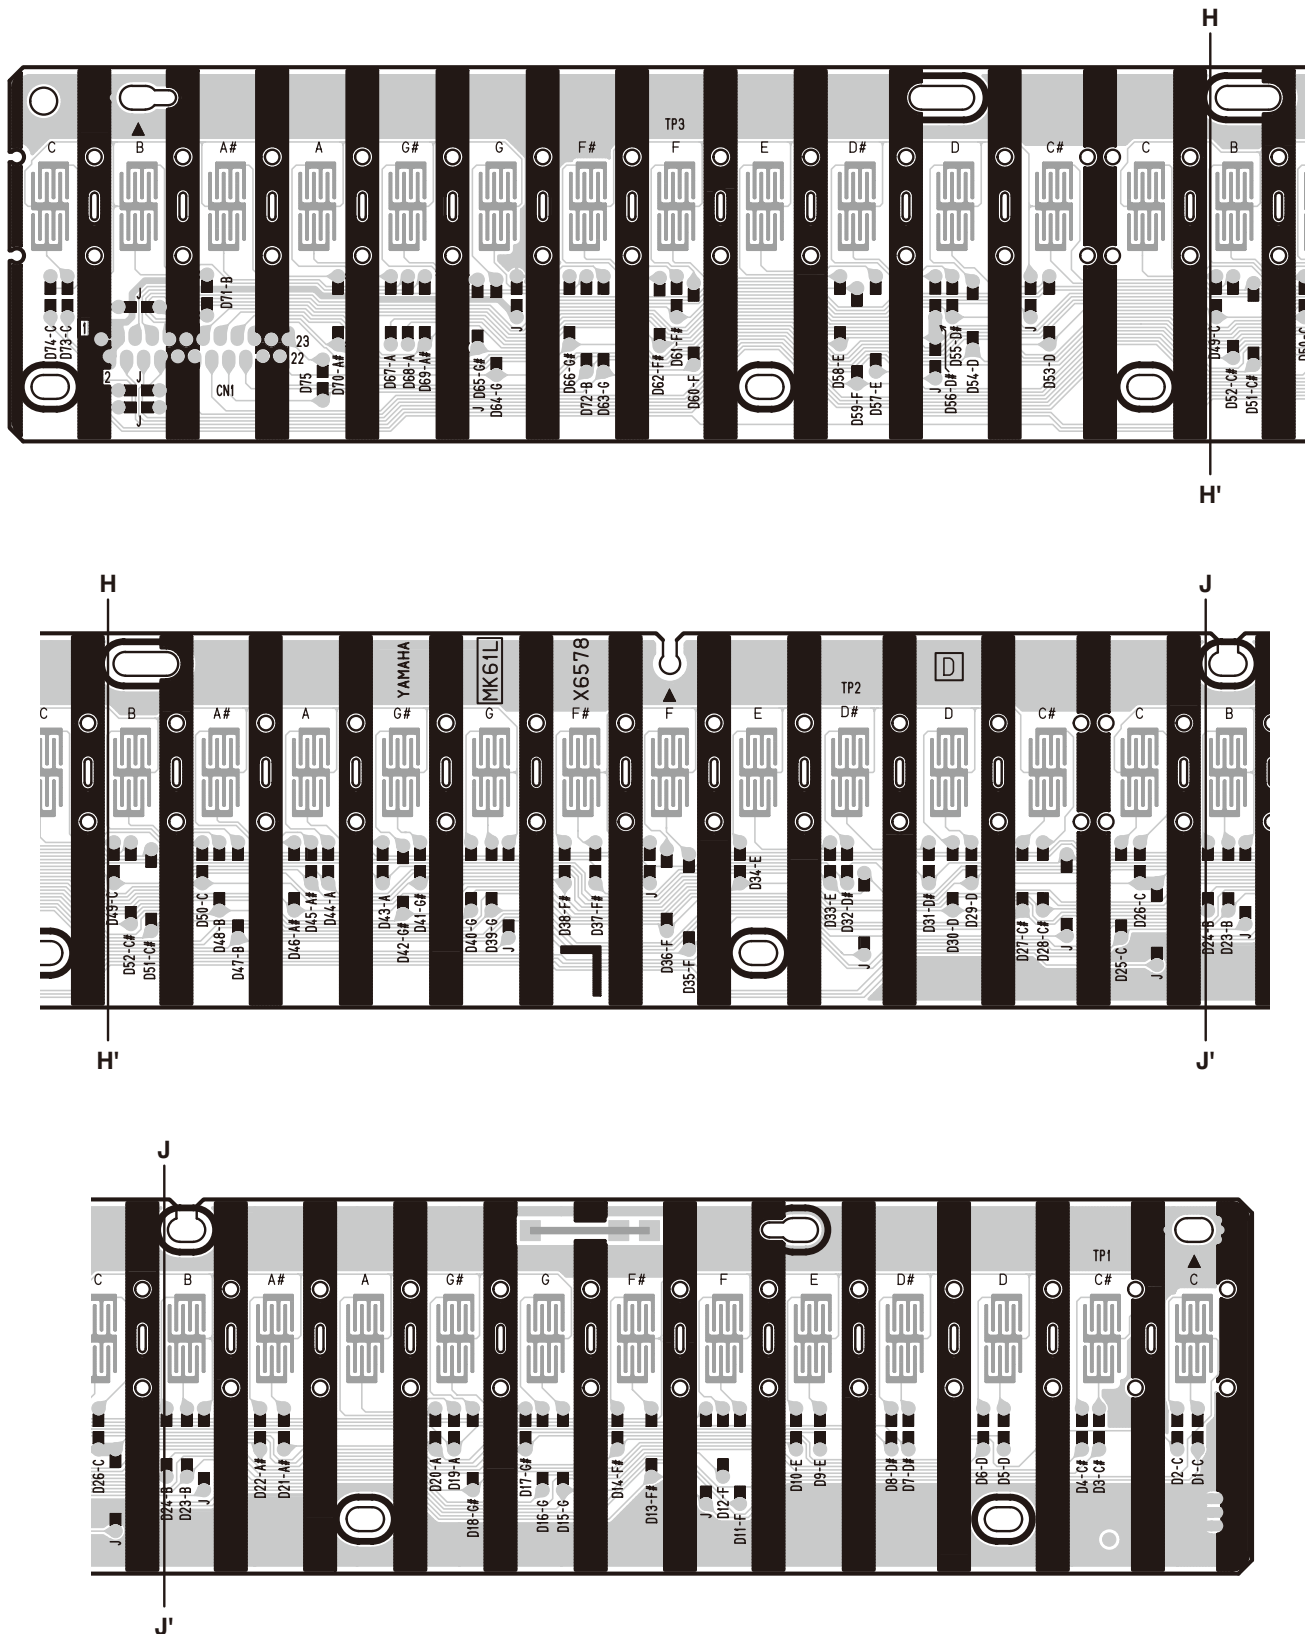 H
TP3
C B A# A G# G F# F E D# D C# C B
D71-B
J
1
23
22
2
J
CN1
J
D74-C D73-C D75 D70-A# D67-A D68-A D69-A# J D65-G# D64-G J D66-G# D72-B D63-G D62-F# D61-F# D60-F D58-E D59-F D57-E J D56-D# D55-D# D54-D J D53-D D49-C D52-C# D51-C# D50-C
H'
H J
YAMAHA MK61L X6578 D
TP2
C B A# A G# G F# F E D# D C# C B
D49-C D52-C# D51-C# D50-C D48-B D47-B D46-A# D45-A# D44-A D43-A D42-G# D41-G# D40-G D39-G J D38-F# D37-F# J D36-F D35-F D34-E D33-E D32-D# J D31-D# D30-D D29-D D27-C# D28-C# J D25-C D26-C J D24-B D23-B J
H' J'
J
TP1
C B A# A G# G F# F E D# D C# C
D26-C J D24-B D23-B J D22-A# D21-A# D20-A D19-A D18-G# D17-G# D16-G D15-G D14-F# D13-F# J D12-F D11-F D10-E D9-E D8-D# D7-D# D6-D D5-D D4-C# D3-C# D2-C D1-C
J'